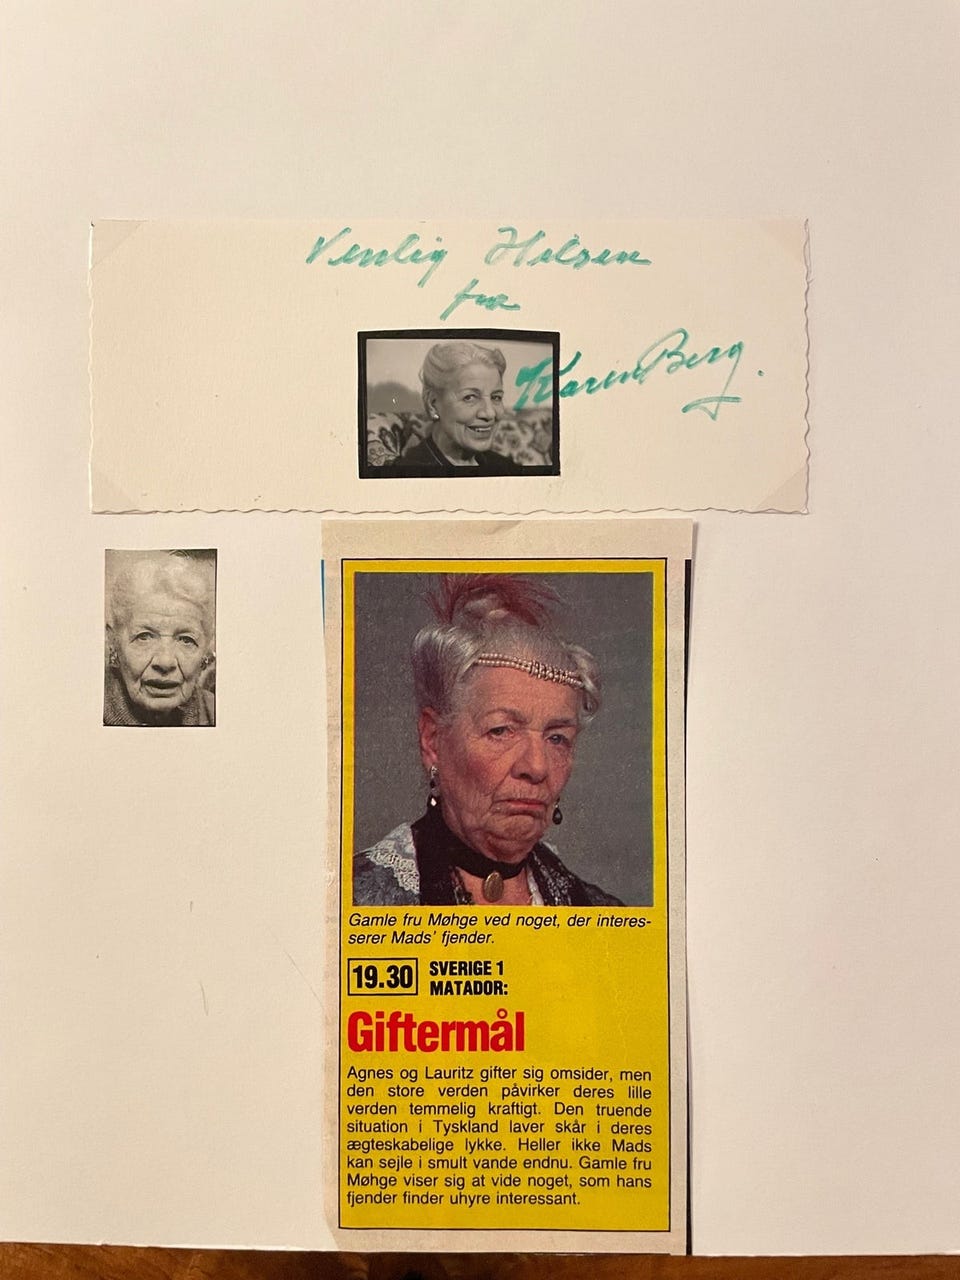 Venlig Hilsen
fra
Karen Berg.
Gamle fru Møhge ved noget, der interes-
serer Mads' fjender.
19.30 SVERIGE 1
MATADOR:
Giftermål
Agnes og Lauritz gifter sig omsider, men
den store verden påvirker deres lille
verden temmelig kraftigt. Den truende
situation i Tyskland laver skår i deres
ægteskabelige lykke. Heller ikke Mads
kan sejle i smult vande endnu. Gamle fru
Møhge viser sig at vide noget, som hans
fjender finder uhyre interessant.